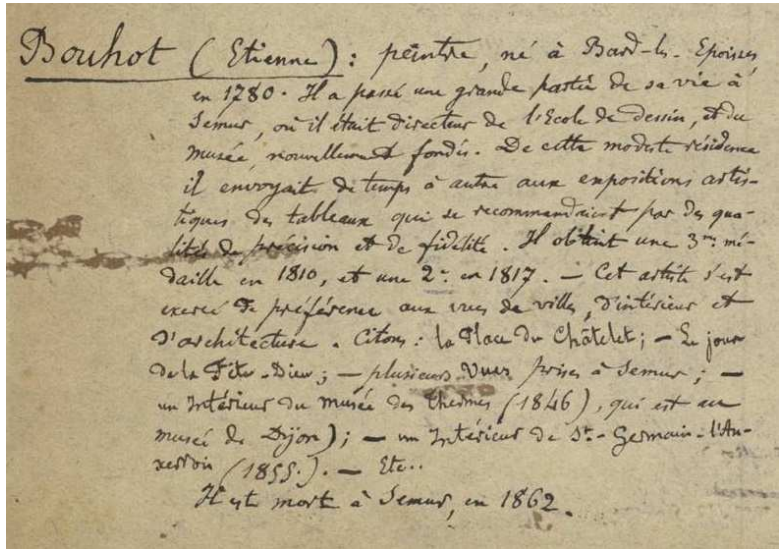 Bouhot (Etienne) : peintre, né à Bard-les-Epoisses
en 1780. Il a passé une grande partie de sa vie à
Semur, où il était directeur de l'Ecole de dessin, et du
musée nouvellement fondés. De cette modeste résidence
il envoyait de temps à autre aux expositions artis-
tiques des tableaux qui se recommandaient par des qua-
lités de précision et de fidélité. Il obtint une 3me mé-
daille en 1810, et une 2e en 1817. — Cet artiste s'est
exercé de préférence aux vues de villes, d'intérieur et
d'architecture. Citons : la Place du Châtelet ; — Le jour
de la Fête-Dieu ; — plusieurs Vues prises à Semur ; —
un Intérieur du musée des Thermes (1846), qui est au
musée de Dijon) ; — un Intérieur de St-Germain-l'Au-
xerrois (1855). — Etc..
Il est mort à Semur, en 1862.